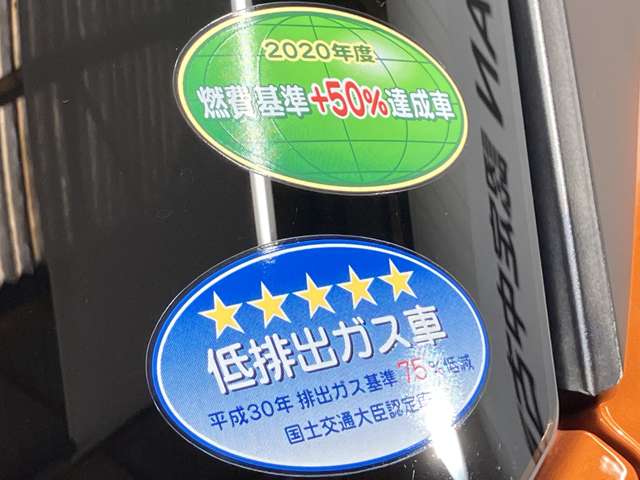 2020年度
燃費基準+50%達成車
低排出ガス車
平成30年 排出ガス基準 75%低減
国土交通大臣認定車